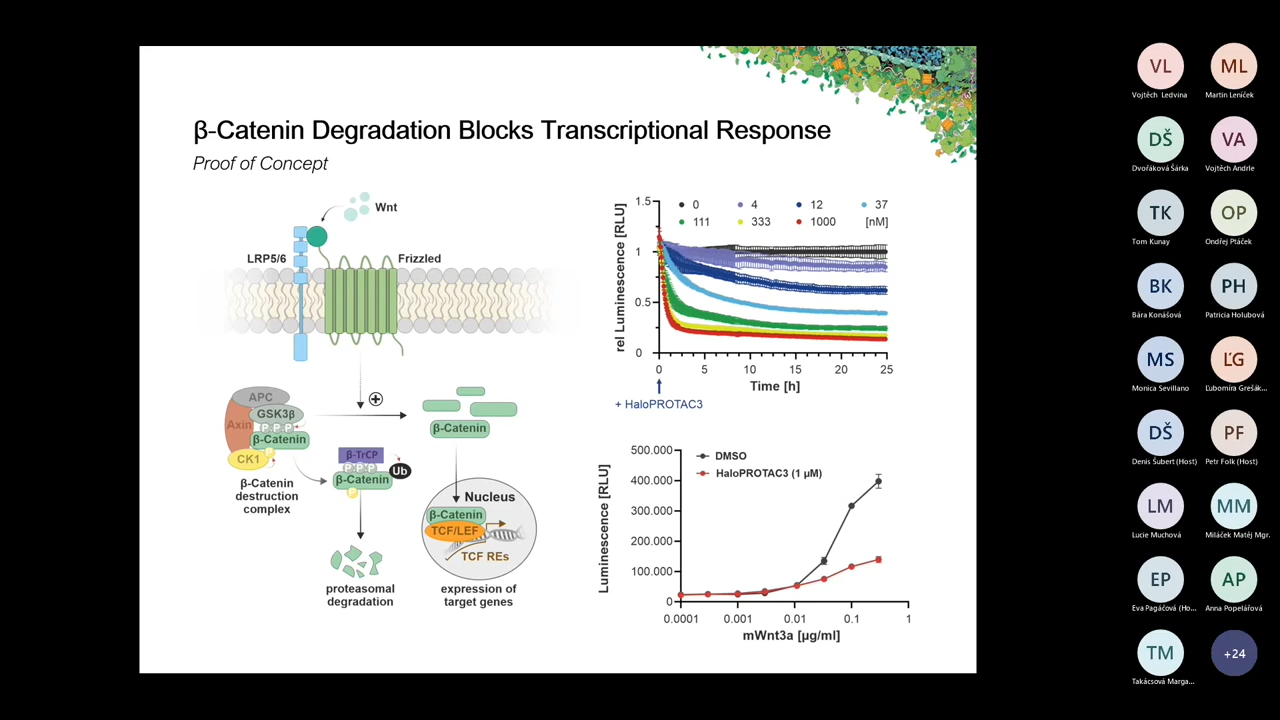 β-Catenin Degradation Blocks Transcriptional Response
Proof of Concept
Wnt
LRP5/6
Frizzled
APC
GSK3β
Axin
P P P
β-Catenin
P
CK1
β-Catenin
destruction
complex
β-TrCP
P P P
Ub
β-Catenin
P
proteasomal
degradation
β-Catenin
Nucleus
β-Catenin
TCF/LEF
TCF REs
expression of
target genes
rel Luminescence [RLU]
1.5
1
0.5
0
0 4 12 37
111 333 1000 [nM]
0 5 10 15 20 25
Time [h]
+ HaloPROTAC3
Luminescence [RLU]
500.000
400.000
300.000
200.000
100.000
0
DMSO
HaloPROTAC3 (1 µM)
0.0001 0.001 0.01 0.1 1
mWnt3a [µg/ml]
VL ML
Vojtěch Ledvina Martin Leníček
DŠ VA
Dvořáková Šárka Vojtěch Andrle
TK OP
Tom Kunay Ondřej Ptáček
BK PH
Bára Konášová Patricia Holubová
MS ĽG
Monica Sevillano Ľubomíra Grešák...
DŠ PF
Denis Šubert (Host) Petr Folk (Host)
LM MM
Lucie Muchová Miláček Matěj Mgr.
EP AP
Eva Pagáčová (Ho... Anna Popelářová
TM +24
Takácsová Marga...